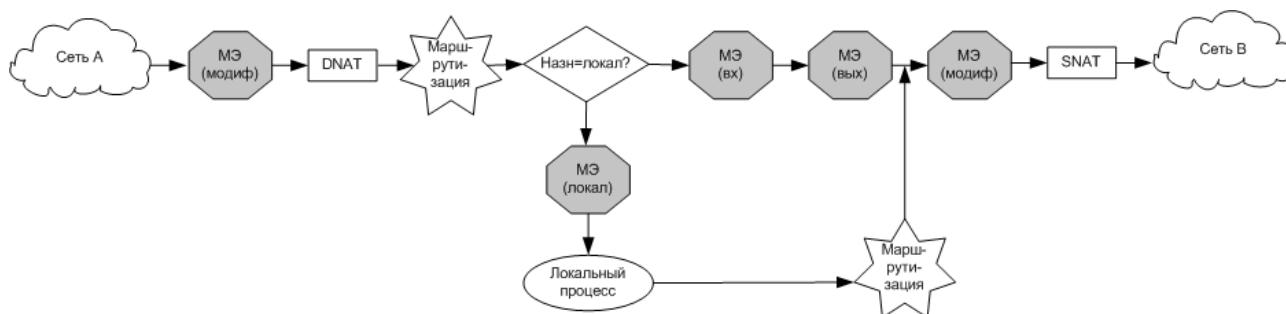 Сеть А
МЭ
(модиф)
DNAT
Марш-
рути-
зация
Назн=локал?
МЭ
(вх)
МЭ
(вых)
МЭ
(модиф)
SNAT
Сеть В
МЭ
(локал)
Локальный
процесс
Марш-
рути-
зация